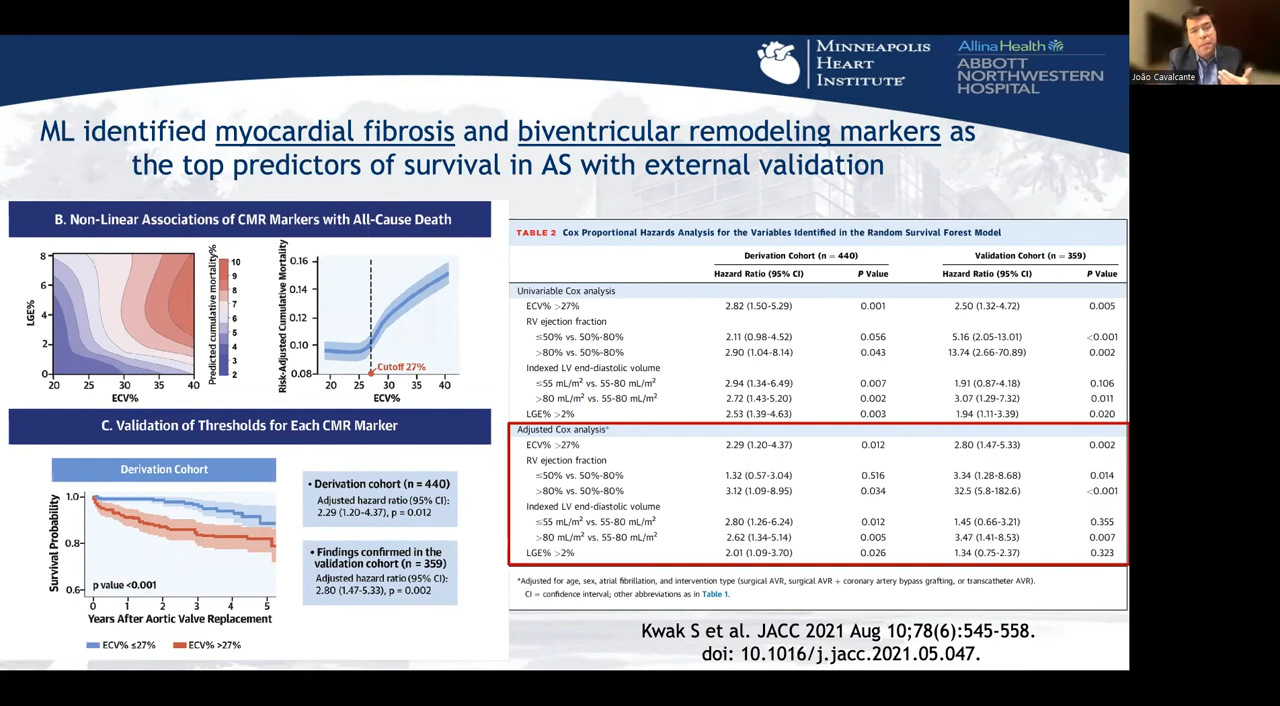 MINNEAPOLIS
HEART
INSTITUTE
AllinaHealth
ABBOTT
NORTHWESTERN
HOSPITAL
João Cavalcante
ML identified myocardial fibrosis and biventricular remodeling markers as
the top predictors of survival in AS with external validation
B. Non-Linear Associations of CMR Markers with All-Cause Death
LGE%
8
6
4
2
0
20 25 30 35 40
ECV%
Predicted cumulative mortality%
10
9
8
7
6
5
4
3
2
Risk-Adjusted Cumulative Mortality
0.16
0.14
0.12
0.10
0.08
Cutoff 27%
20 25 30 35 40
ECV%
C. Validation of Thresholds for Each CMR Marker
Derivation Cohort
Survival Probability
1.0
0.8
0.6
p value <0.001
0 1 2 3 4 5
Years After Aortic Valve Replacement
ECV% ≤27% ECV% >27%
• Derivation cohort (n = 440)
Adjusted hazard ratio (95% CI):
2.29 (1.20-4.37), p = 0.012
• Findings confirmed in the
validation cohort (n = 359)
Adjusted hazard ratio (95% CI):
2.80 (1.47-5.33), p = 0.002
TABLE 2 Cox Proportional Hazards Analysis for the Variables Identified in the Random Survival Forest Model
Derivation Cohort (n = 440) Validation Cohort (n = 359)
Hazard Ratio (95% CI) P Value Hazard Ratio (95% CI) P Value
Univariable Cox analysis
ECV% >27% 2.82 (1.50-5.29) 0.001 2.50 (1.32-4.72) 0.005
RV ejection fraction
≤50% vs. 50%-80% 2.11 (0.98-4.52) 0.056 5.16 (2.05-13.01) <0.001
>80% vs. 50%-80% 2.90 (1.04-8.14) 0.043 13.74 (2.66-70.89) 0.002
Indexed LV end-diastolic volume
≤55 mL/m² vs. 55-80 mL/m² 2.94 (1.34-6.49) 0.007 1.91 (0.87-4.18) 0.106
>80 mL/m² vs. 55-80 mL/m² 2.72 (1.43-5.20) 0.002 3.07 (1.29-7.32) 0.011
LGE% >2% 2.53 (1.39-4.63) 0.003 1.94 (1.11-3.39) 0.020
Adjusted Cox analysis*
ECV% >27% 2.29 (1.20-4.37) 0.012 2.80 (1.47-5.33) 0.002
RV ejection fraction
≤50% vs. 50%-80% 1.32 (0.57-3.04) 0.516 3.34 (1.28-8.68) 0.014
>80% vs. 50%-80% 3.12 (1.09-8.95) 0.034 32.5 (5.8-182.6) <0.001
Indexed LV end-diastolic volume
≤55 mL/m² vs. 55-80 mL/m² 2.80 (1.26-6.24) 0.012 1.45 (0.66-3.21) 0.355
>80 mL/m² vs. 55-80 mL/m² 2.62 (1.34-5.14) 0.005 3.47 (1.41-8.53) 0.007
LGE% >2% 2.01 (1.09-3.70) 0.026 1.34 (0.75-2.37) 0.323
*Adjusted for age, sex, atrial fibrillation, and intervention type (surgical AVR, surgical AVR + coronary artery bypass grafting, or transcatheter AVR).
CI = confidence interval; other abbreviations as in Table 1.
Kwak S et al. JACC 2021 Aug 10;78(6):545-558.
doi: 10.1016/j.jacc.2021.05.047.